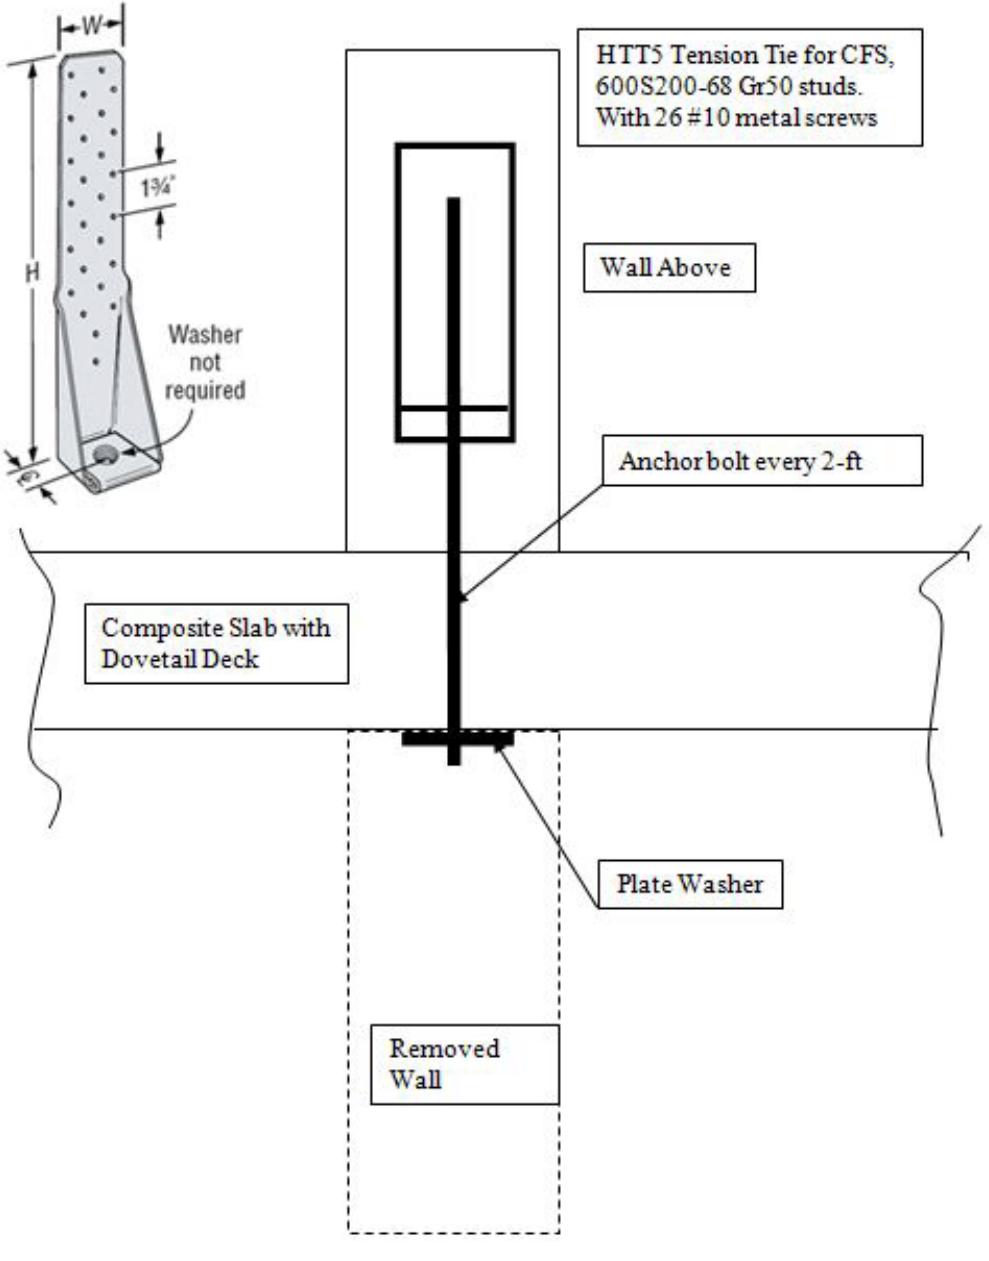 W
HTT5 Tension Tie for CFS,
600S200-68 Gr50 studs.
With 26 #10 metal screws
1¾"
H
Wall Above
Washer
not
required
Anchor bolt every 2-ft
Composite Slab with
Dovetail Deck
Plate Washer
Removed
Wall